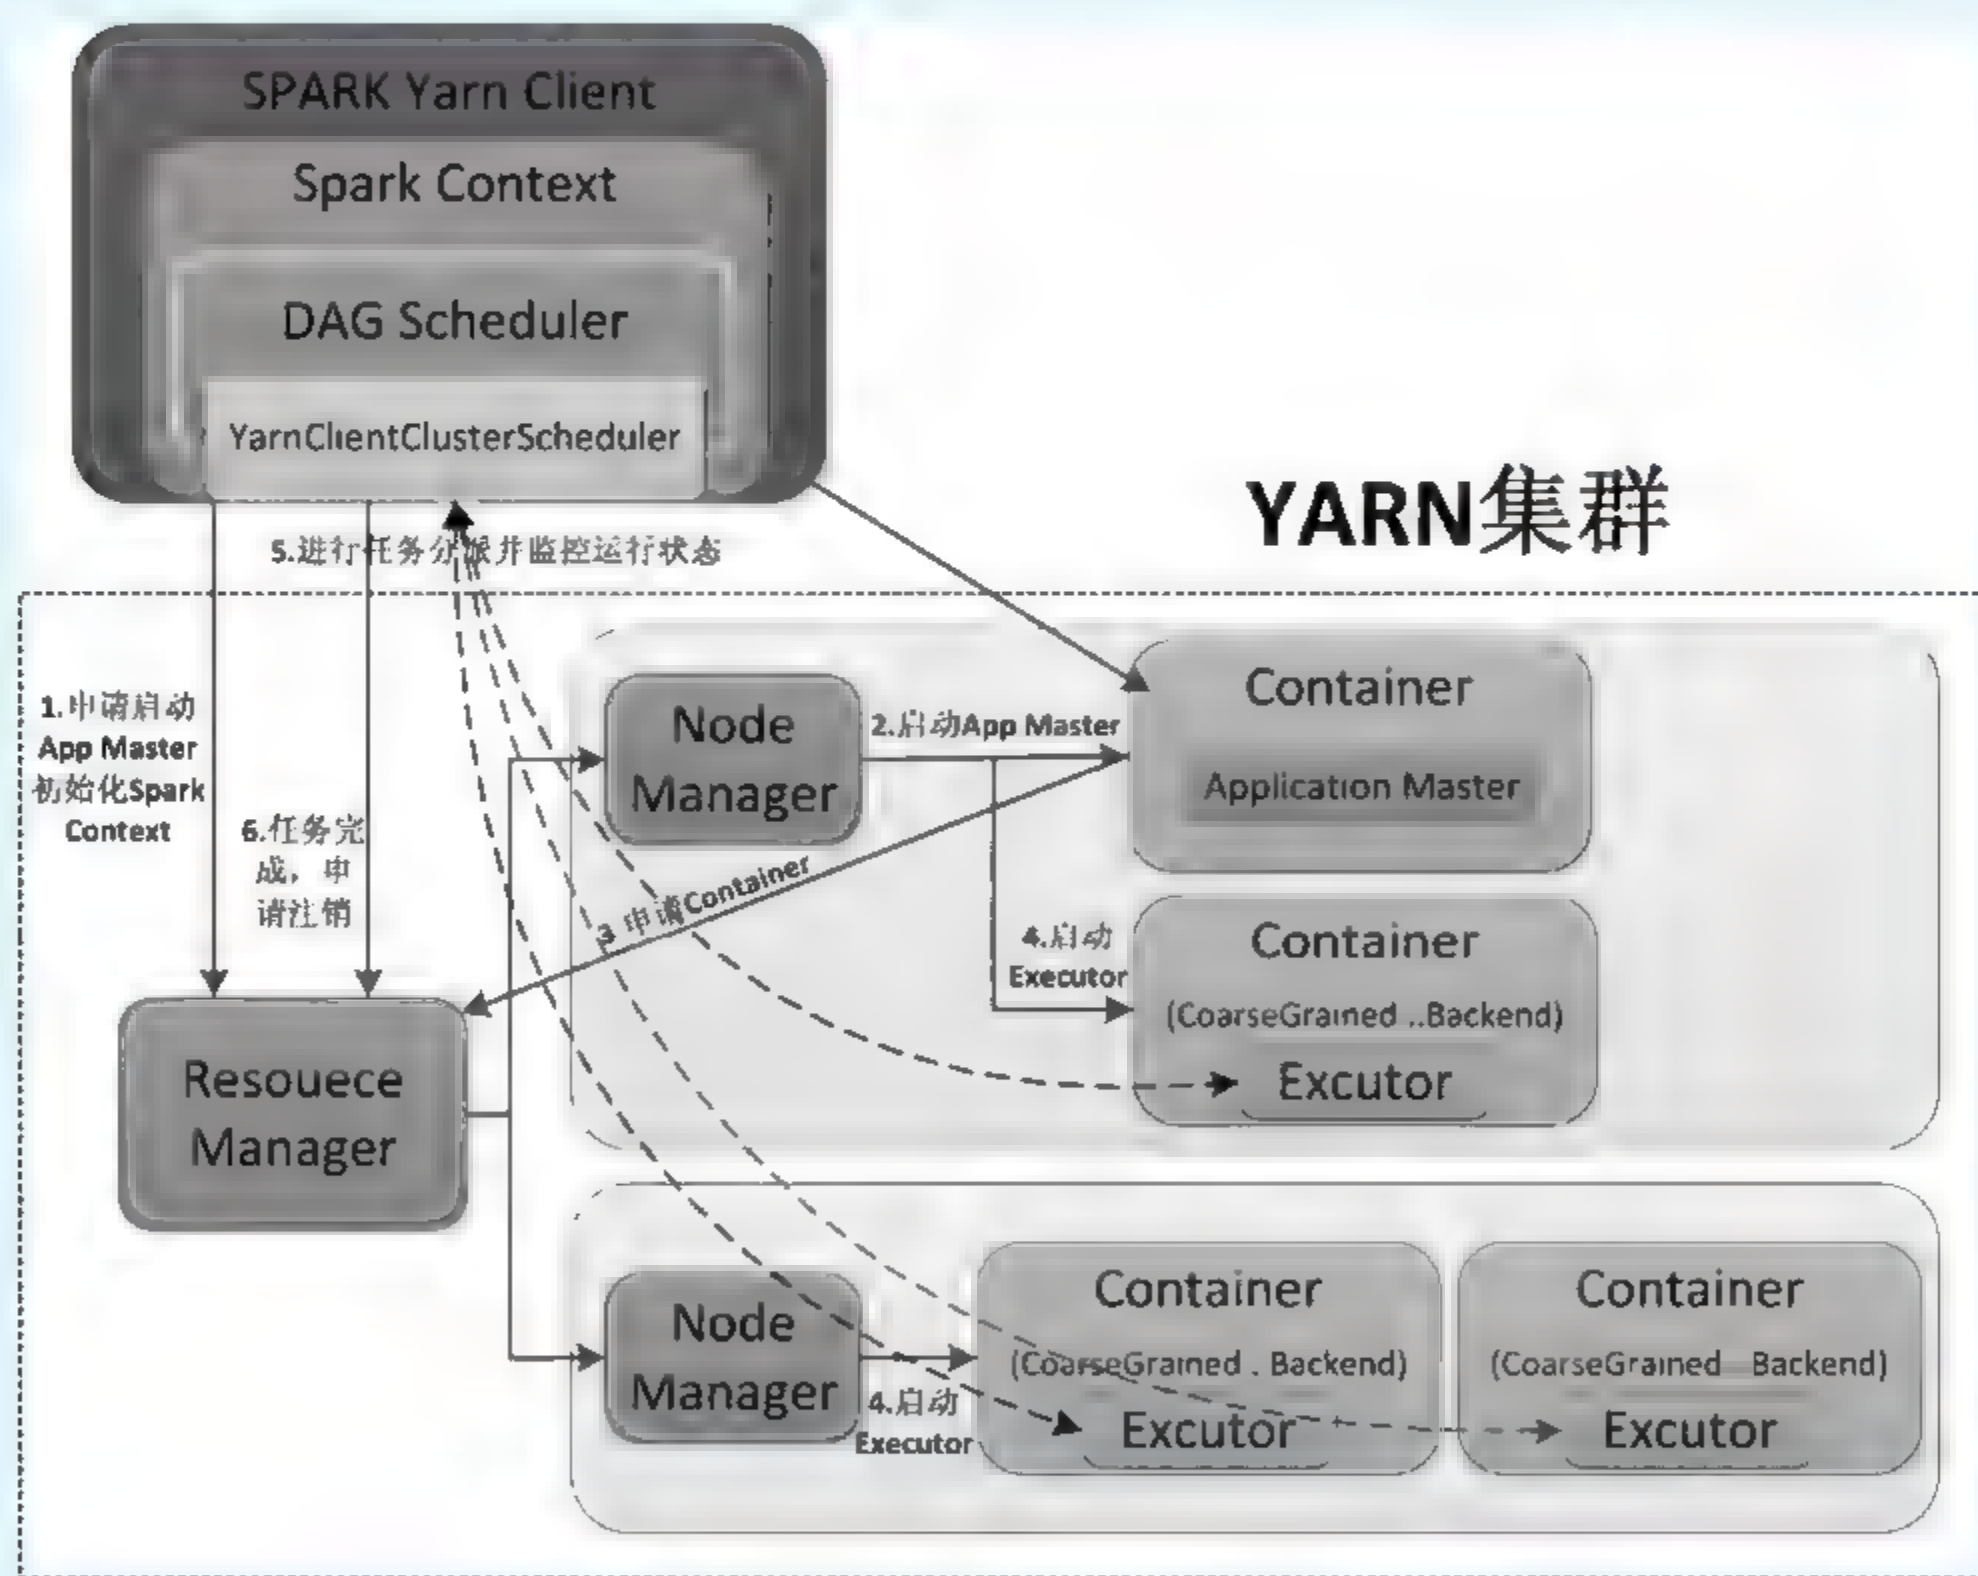 SPARK Yarn Client
Spark Context
DAG Scheduler
YarnClientClusterScheduler
YARN集群
5.进行任务分派并监控运行状态
1.申请启动
App Master
初始化Spark
Context
6.任务完
成，申
请注销
Node
Manager
2.启动App Master
Container
Application Master
3 申请Container
4.启动
Executor
Container
(CoarseGrained ..Backend)
Excutor
Resouece
Manager
Node
Manager
4.启动
Executor
Container
(CoarseGrained . Backend)
Excutor
Container
(CoarseGrained Backend)
Excutor